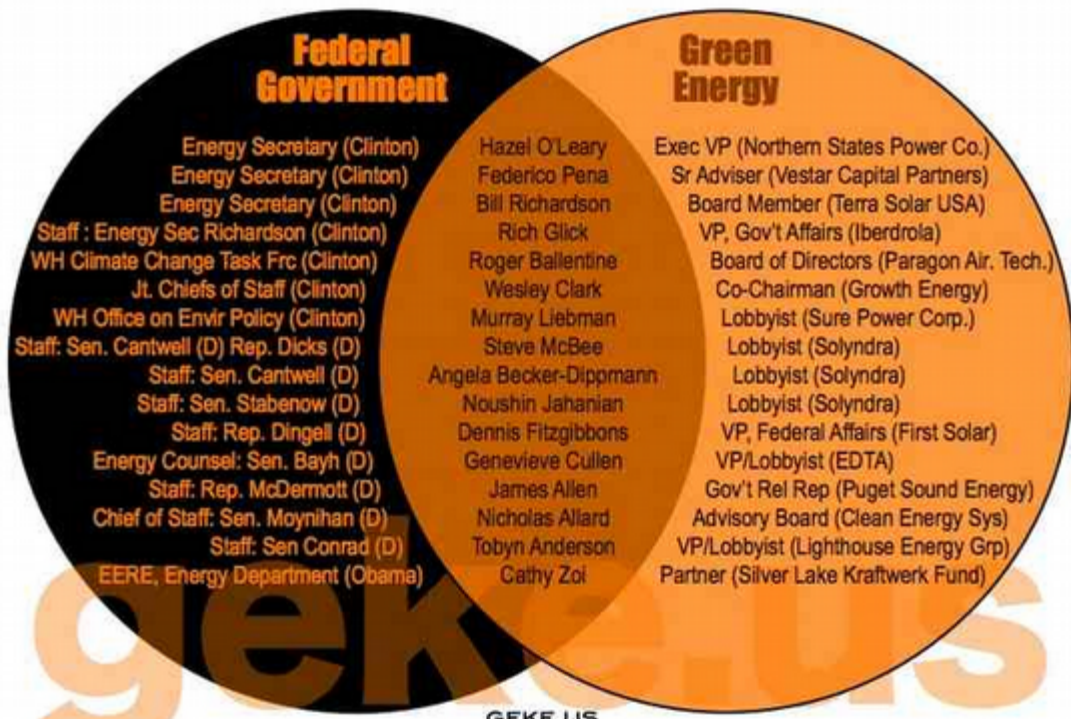 Federal
Government
Green
Energy
Energy Secretary (Clinton) Hazel O'Leary Exec VP (Northern States Power Co.)
Energy Secretary (Clinton) Federico Pena Sr Adviser (Vestar Capital Partners)
Energy Secretary (Clinton) Bill Richardson Board Member (Terra Solar USA)
Staff : Energy Sec Richardson (Clinton) Rich Glick VP, Gov't Affairs (Iberdrola)
WH Climate Change Task Frc (Clinton) Roger Ballentine Board of Directors (Paragon Air. Tech.)
Jt. Chiefs of Staff (Clinton) Wesley Clark Co-Chairman (Growth Energy)
WH Office on Envir Policy (Clinton) Murray Liebman Lobbyist (Sure Power Corp.)
Staff: Sen. Cantwell (D) Rep. Dicks (D) Steve McBee Lobbyist (Solyndra)
Staff: Sen. Cantwell (D) Angela Becker-Dippmann Lobbyist (Solyndra)
Staff: Sen. Stabenow (D) Noushin Jahanian Lobbyist (Solyndra)
Staff: Rep. Dingell (D) Dennis Fitzgibbons VP, Federal Affairs (First Solar)
Energy Counsel: Sen. Bayh (D) Genevieve Cullen VP/Lobbyist (EDTA)
Staff: Rep. McDermott (D) James Allen Gov't Rel Rep (Puget Sound Energy)
Chief of Staff: Sen. Moynihan (D) Nicholas Allard Advisory Board (Clean Energy Sys)
Staff: Sen Conrad (D) Tobyn Anderson VP/Lobbyist (Lighthouse Energy Grp)
EERE, Energy Department (Obama) Cathy Zoi Partner (Silver Lake Kraftwerk Fund)
geke.us
GEKE.US